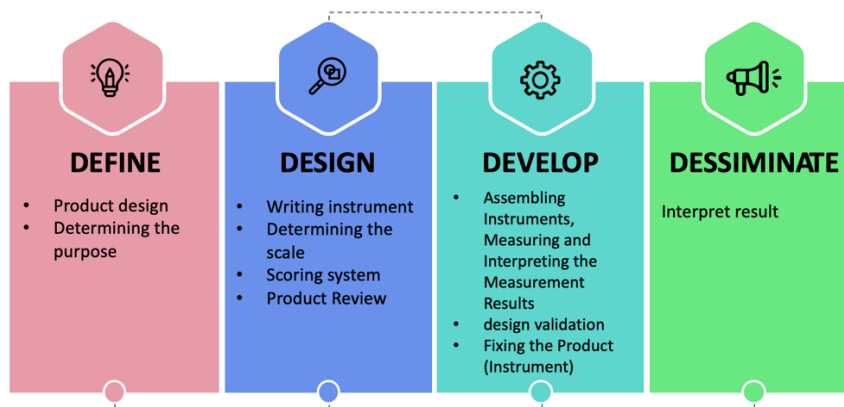 DEFINE
• Product design
• Determining the
purpose
DESIGN
• Writing instrument
• Determining the
scale
• Scoring system
• Product Review
DEVELOP
• Assembling
Instruments,
Measuring and
Interpreting the
Measurement
Results
• design validation
• Fixing the Product
(Instrument)
DESSIMINATE
Interpret result